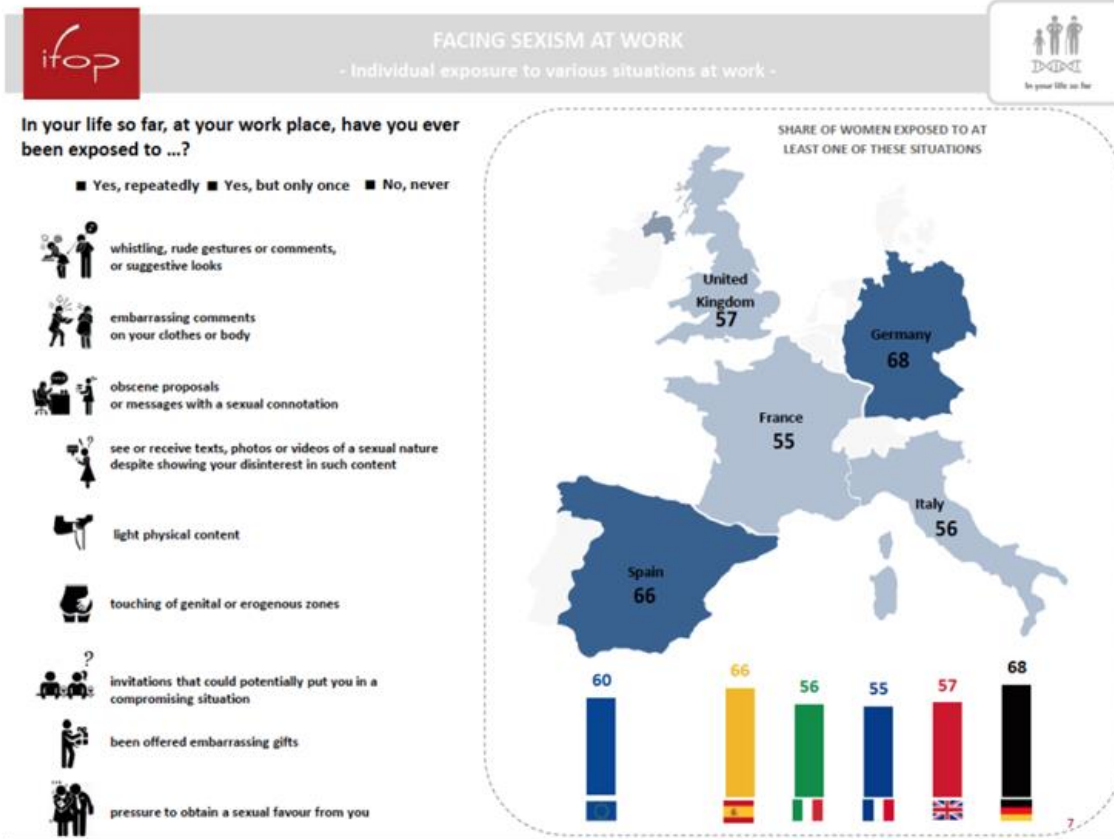 ifop
FACING SEXISM AT WORK
- Individual exposure to various situations at work -
In your life so far
In your life so far, at your work place, have you ever
been exposed to ...?
Yes, repeatedly Yes, but only once No, never
whistling, rude gestures or comments,
or suggestive looks
embarrassing comments
on your clothes or body
obscene proposals
or messages with a sexual connotation
see or receive texts, photos or videos of a sexual nature
despite showing your disinterest in such content
light physical content
touching of genital or erogenous zones
?
invitations that could potentially put you in a
compromising situation
been offered embarrassing gifts
pressure to obtain a sexual favour from you
SHARE OF WOMEN EXPOSED TO AT
LEAST ONE OF THESE SITUATIONS
United
Kingdom
57
Germany
68
France
55
Italy
56
Spain
66
60
66
56
55
57
68
7